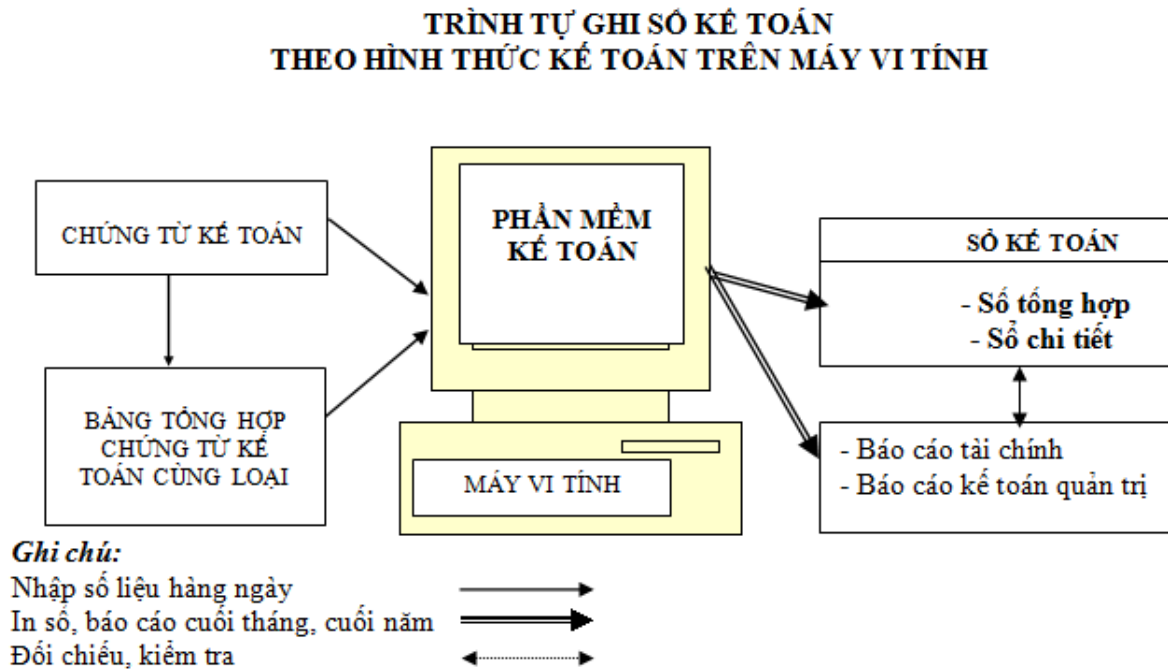 TRÌNH TỰ GHI SỔ KẾ TOÁN
THEO HÌNH THỨC KẾ TOÁN TRÊN MÁY VI TÍNH
CHỨNG TỪ KẾ TOÁN
BẢNG TỔNG HỢP
CHỨNG TỪ KẾ
TOÁN CÙNG LOẠI
PHẦN MỀM
KẾ TOÁN
MÁY VI TÍNH
SỔ KẾ TOÁN
- Sổ tổng hợp
- Sổ chi tiết
- Báo cáo tài chính
- Báo cáo kế toán quản trị
Ghi chú:
Nhập số liệu hàng ngày
In sổ, báo cáo cuối tháng, cuối năm
Đối chiếu, kiểm tra